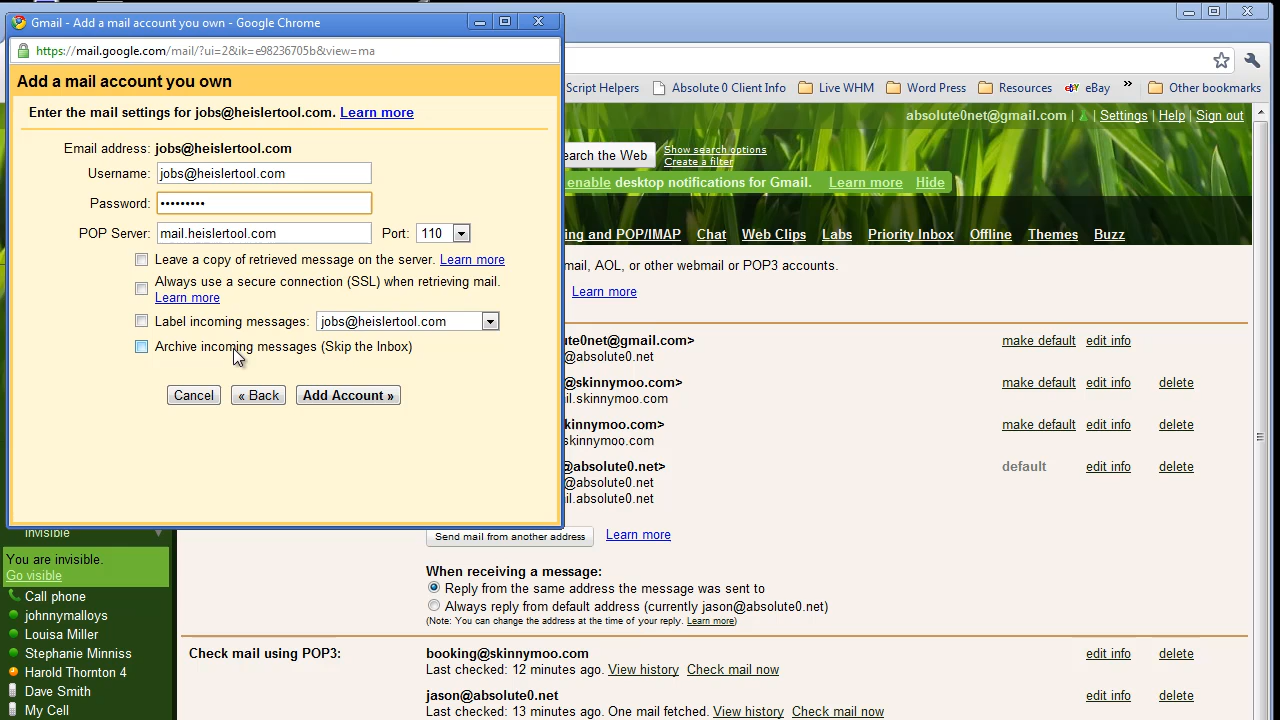 Gmail - Add a mail account you own - Google Chrome
https://mail.google.com/mail/?ui=2&ik=e98236705b&view=ma
Add a mail account you own
Enter the mail settings for jobs@heislertool.com. Learn more
Email address: jobs@heislertool.com
Username: jobs@heislertool.com
Password: •••••••••
POP Server: mail.heislertool.com Port: 110
Leave a copy of retrieved message on the server. Learn more
Always use a secure connection (SSL) when retrieving mail.
Learn more
Label incoming messages: jobs@heislertool.com
Archive incoming messages (Skip the Inbox)
Cancel « Back Add Account »
Script Helpers Absolute 0 Client Info Live WHM Word Press Resources eBay » Other bookmarks
absolute0net@gmail.com | Settings | Help | Sign out
earch the Web Show search options
Create a filter
enable desktop notifications for Gmail. Learn more Hide
ing and POP/IMAP Chat Web Clips Labs Priority Inbox Offline Themes Buzz
mail, AOL, or other webmail or POP3 accounts.
Learn more
lute0net@gmail.com> make default edit info
@absolute0.net
@skinnymoo.com> make default edit info delete
il.skinnymoo.com
kinnymoo.com> make default edit info delete
skinnymoo.com
@absolute0.net> default edit info delete
@absolute0.net
il.absolute0.net
Send mail from another address Learn more
When receiving a message:
Reply from the same address the message was sent to
Always reply from default address (currently jason@absolute0.net)
(Note: You can change the address at the time of your reply. Learn more)
Check mail using POP3: booking@skinnymoo.com edit info delete
Last checked: 12 minutes ago. View history Check mail now
jason@absolute0.net edit info delete
Last checked: 13 minutes ago. One mail fetched. View history Check mail now
Invisible
You are invisible.
Go visible
Call phone
johnnymalloys
Louisa Miller
Stephanie Minniss
Harold Thornton 4
Dave Smith
My Cell